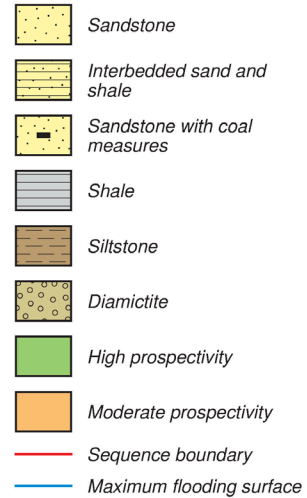 Sandstone
Interbedded sand and
shale
Sandstone with coal
measures
Shale
Siltstone
Diamictite
High prospectivity
Moderate prospectivity
Sequence boundary
Maximum flooding surface